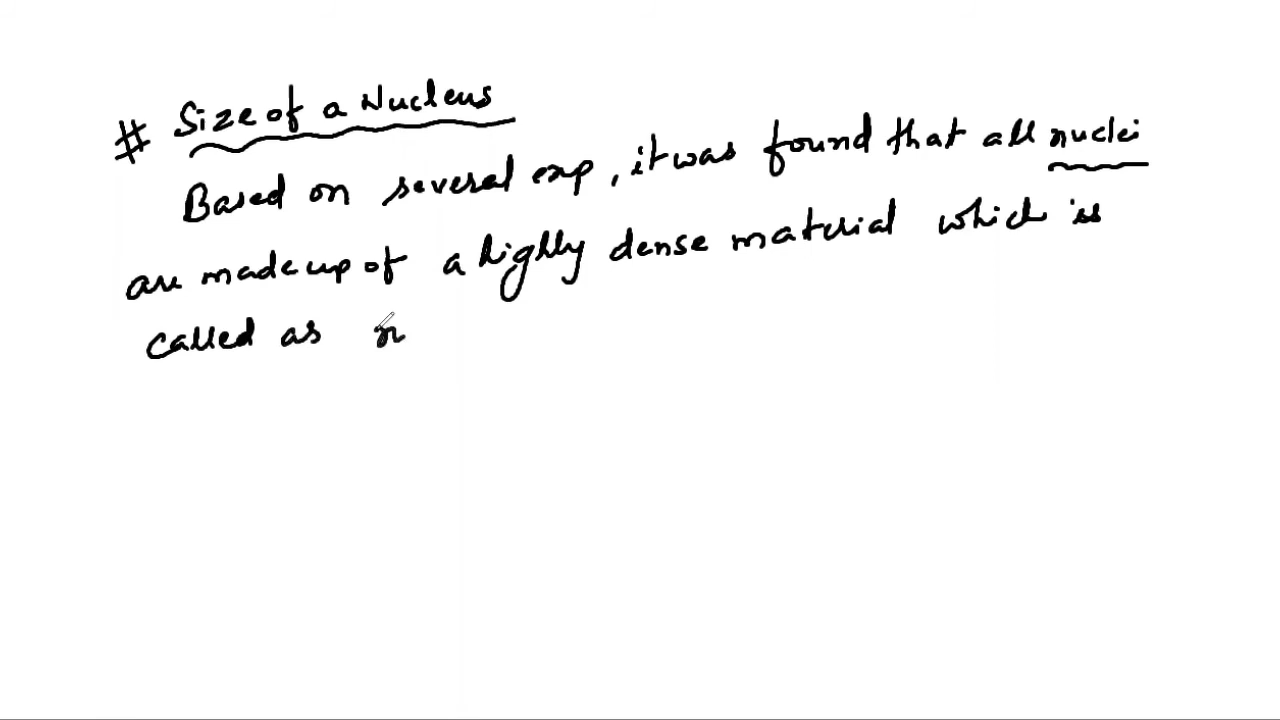 # Size of a Nucleus
Based on several exp, it was found that all nuclei
are made up of a highly dense material which is
called as n